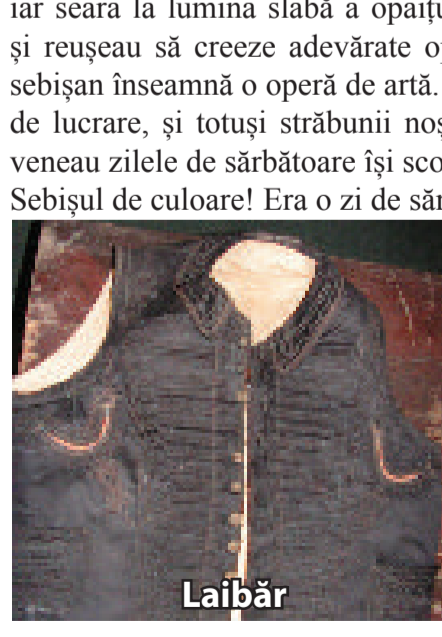 iar seara la lumina slabă a opaițu
și reușeau să creeze adevărate op
sebișan înseamnă o operă de artă.
de lucrare, și totuși străbunii noș
veneau zilele de sărbătoare își sco
Sebișul de culoare! Era o zi de săr
Laibăr